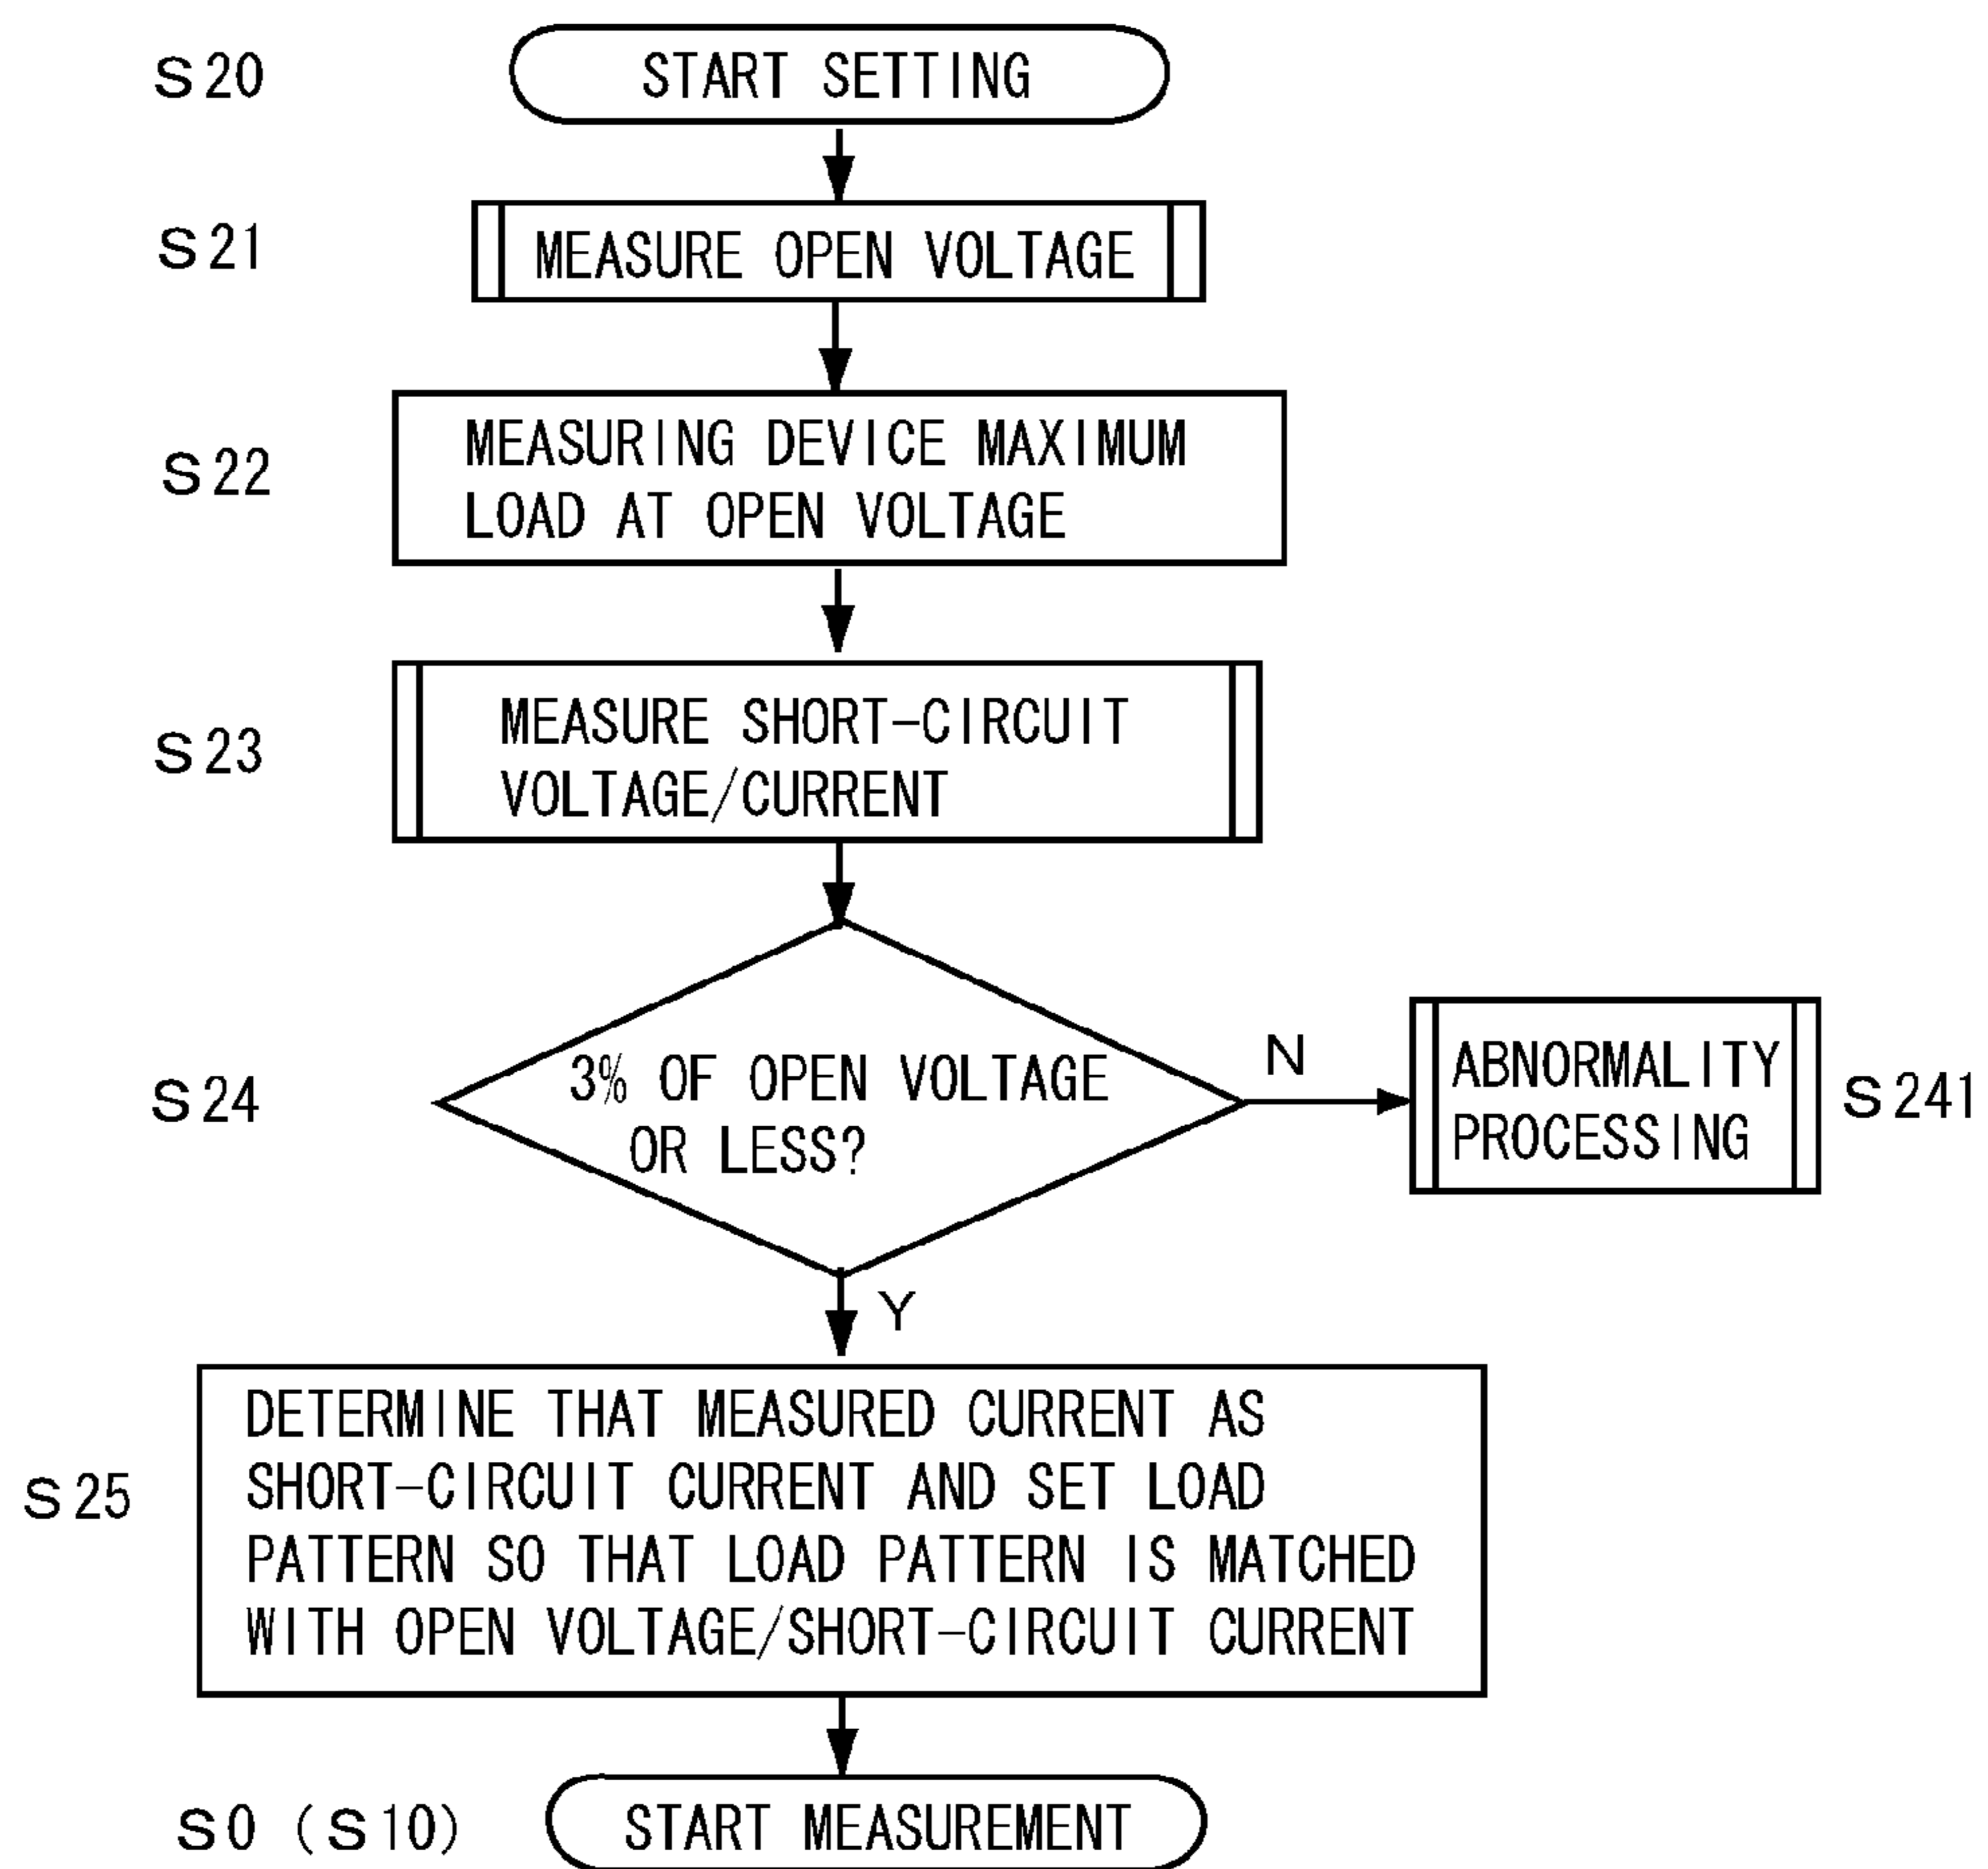 S20
START SETTING
S21
MEASURE OPEN VOLTAGE
S22
MEASURING DEVICE MAXIMUM
LOAD AT OPEN VOLTAGE
S23
MEASURE SHORT-CIRCUIT
VOLTAGE/CURRENT
S24
3% OF OPEN VOLTAGE
OR LESS?
N
ABNORMALITY
PROCESSING
S241
Y
S25
DETERMINE THAT MEASURED CURRENT AS
SHORT-CIRCUIT CURRENT AND SET LOAD
PATTERN SO THAT LOAD PATTERN IS MATCHED
WITH OPEN VOLTAGE/SHORT-CIRCUIT CURRENT
S0 (S10)
START MEASUREMENT